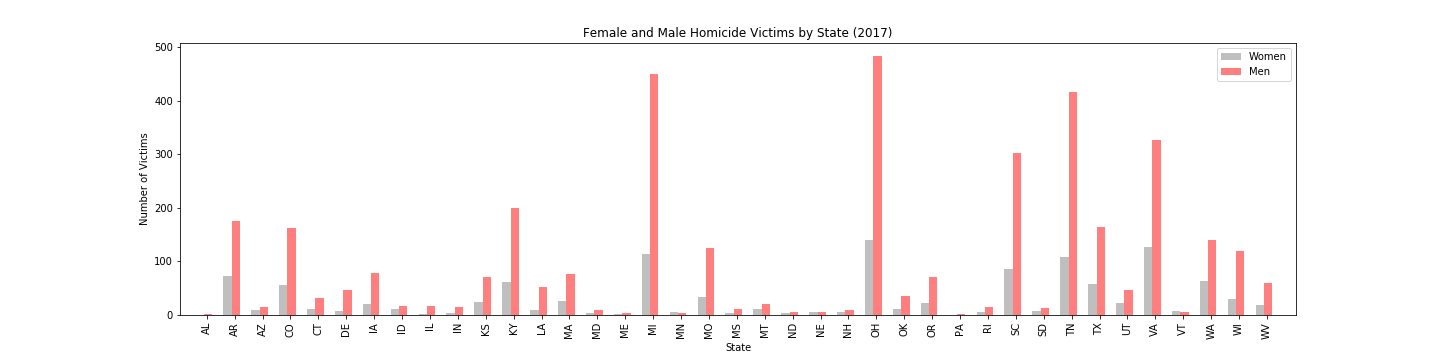 Female and Male Homicide Victims by State (2017)
Women
Men
500
400
300
200
100
0
Number of Victims
AL AR AZ CO CT DE IA ID IL IN KS KY LA MA MD ME MI MN MO MS MT ND NE NH OH OK OR PA RI SC SD TN TX UT VA VT WA WI WV
State